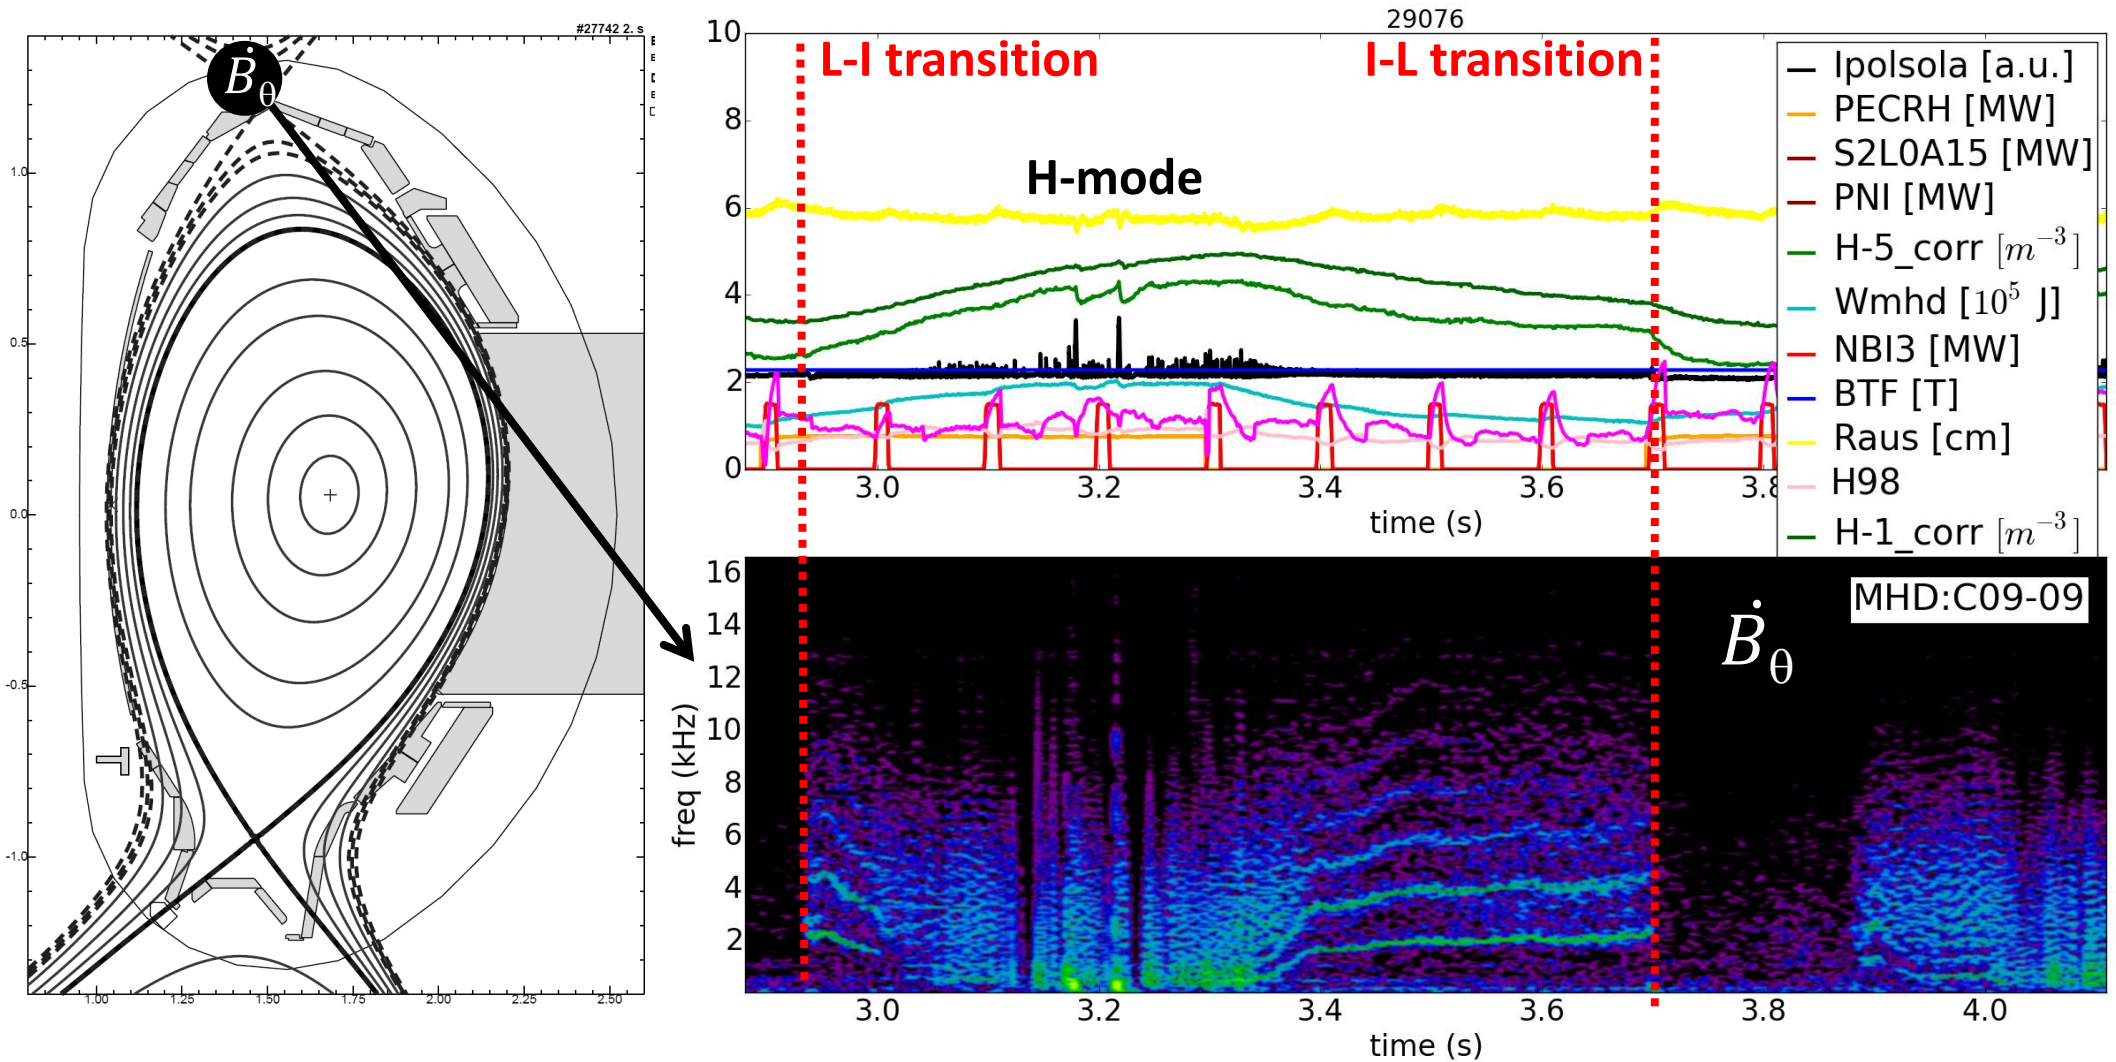 #27742 2. s
Ḃθ
1.0
0.5
0.0
-0.5
-1.0
1.00 1.25 1.50 1.75 2.00 2.25 2.50
29076
L-I transition
I-L transition
H-mode
10
8
6
4
2
0
3.0 3.2 3.4 3.6 3.8
time (s)
Ipolsola [a.u.]
PECRH [MW]
S2L0A15 [MW]
PNI [MW]
H-5_corr [m⁻³]
Wmhd [10⁵ J]
NBI3 [MW]
BTF [T]
Raus [cm]
H98
H-1_corr [m⁻³]
MHD:C09-09
Ḃθ
freq (kHz)
16
14
12
10
8
6
4
2
3.0 3.2 3.4 3.6 3.8 4.0
time (s)